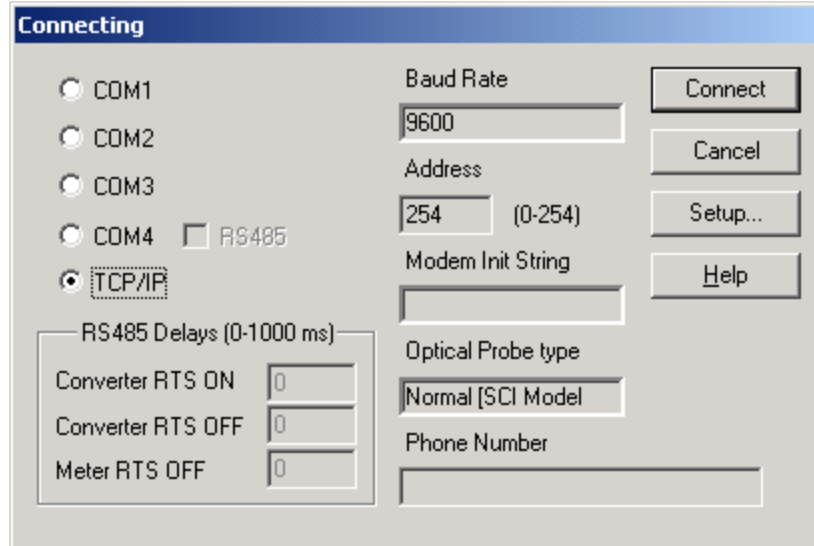 Connecting
COM1
COM2
COM3
COM4
RS485
TCP/IP
RS485 Delays (0-1000 ms)
Converter RTS ON
0
Converter RTS OFF
0
Meter RTS OFF
0
Baud Rate
9600
Address
254 (0-254)
Modem Init String
Optical Probe type
Normal [SCI Model
Phone Number
Connect
Cancel
Setup...
Help